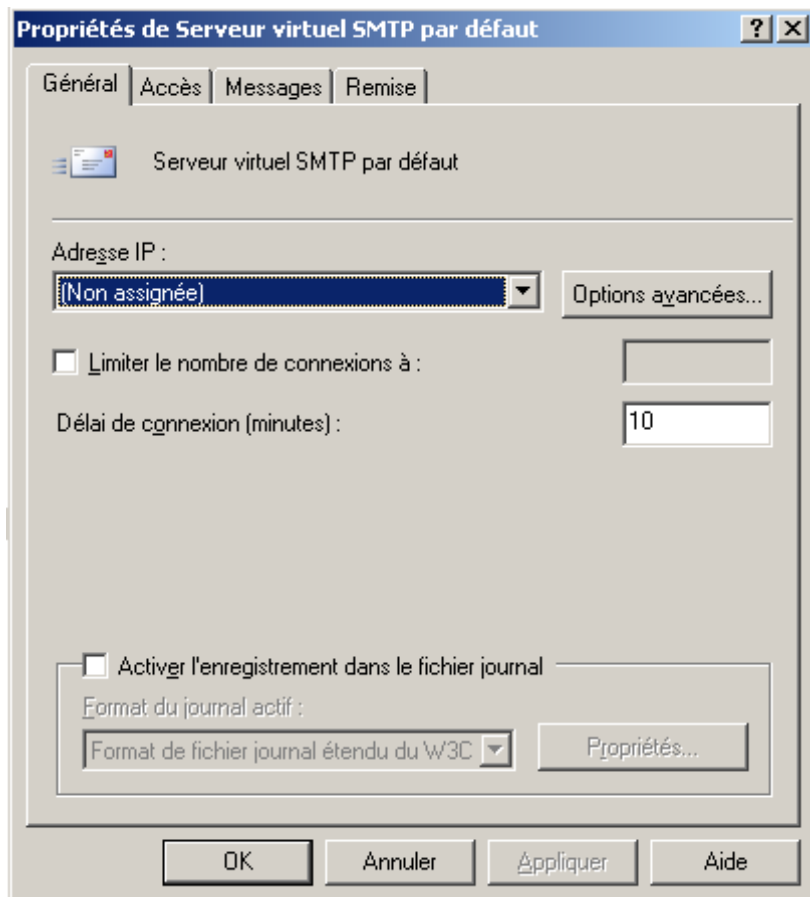 Propriétés de Serveur virtuel SMTP par défaut
Général Accès Messages Remise
Serveur virtuel SMTP par défaut
Adresse IP :
(Non assignée) Options avancées...
Limiter le nombre de connexions à :
Délai de connexion (minutes) : 10
Activer l'enregistrement dans le fichier journal
Format du journal actif :
Format de fichier journal étendu du W3C Propriétés...
OK Annuler Appliquer Aide